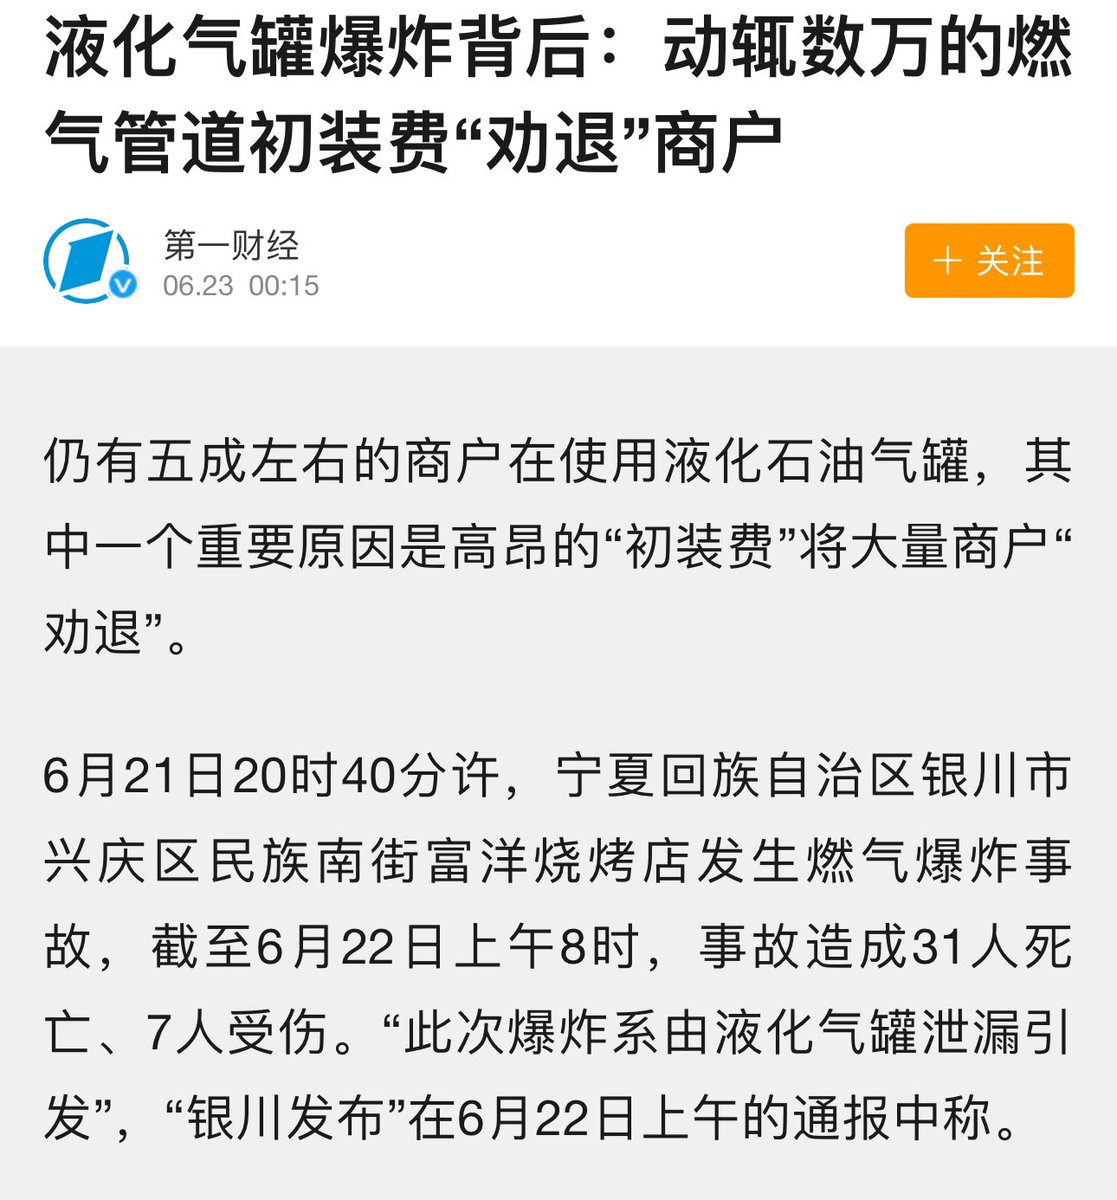 液化气罐爆炸背后：动辄数万的燃
气管道初装费“劝退”商户
第一财经
06.23 00:15
＋ 关注
仍有五成左右的商户在使用液化石油气罐，其
中一个重要原因是高昂的“初装费”将大量商户“
劝退”。
6月21日20时40分许，宁夏回族自治区银川市
兴庆区民族南街富洋烧烤店发生燃气爆炸事
故，截至6月22日上午8时，事故造成31人死
亡、7人受伤。“此次爆炸系由液化气罐泄漏引
发”，“银川发布”在6月22日上午的通报中称。